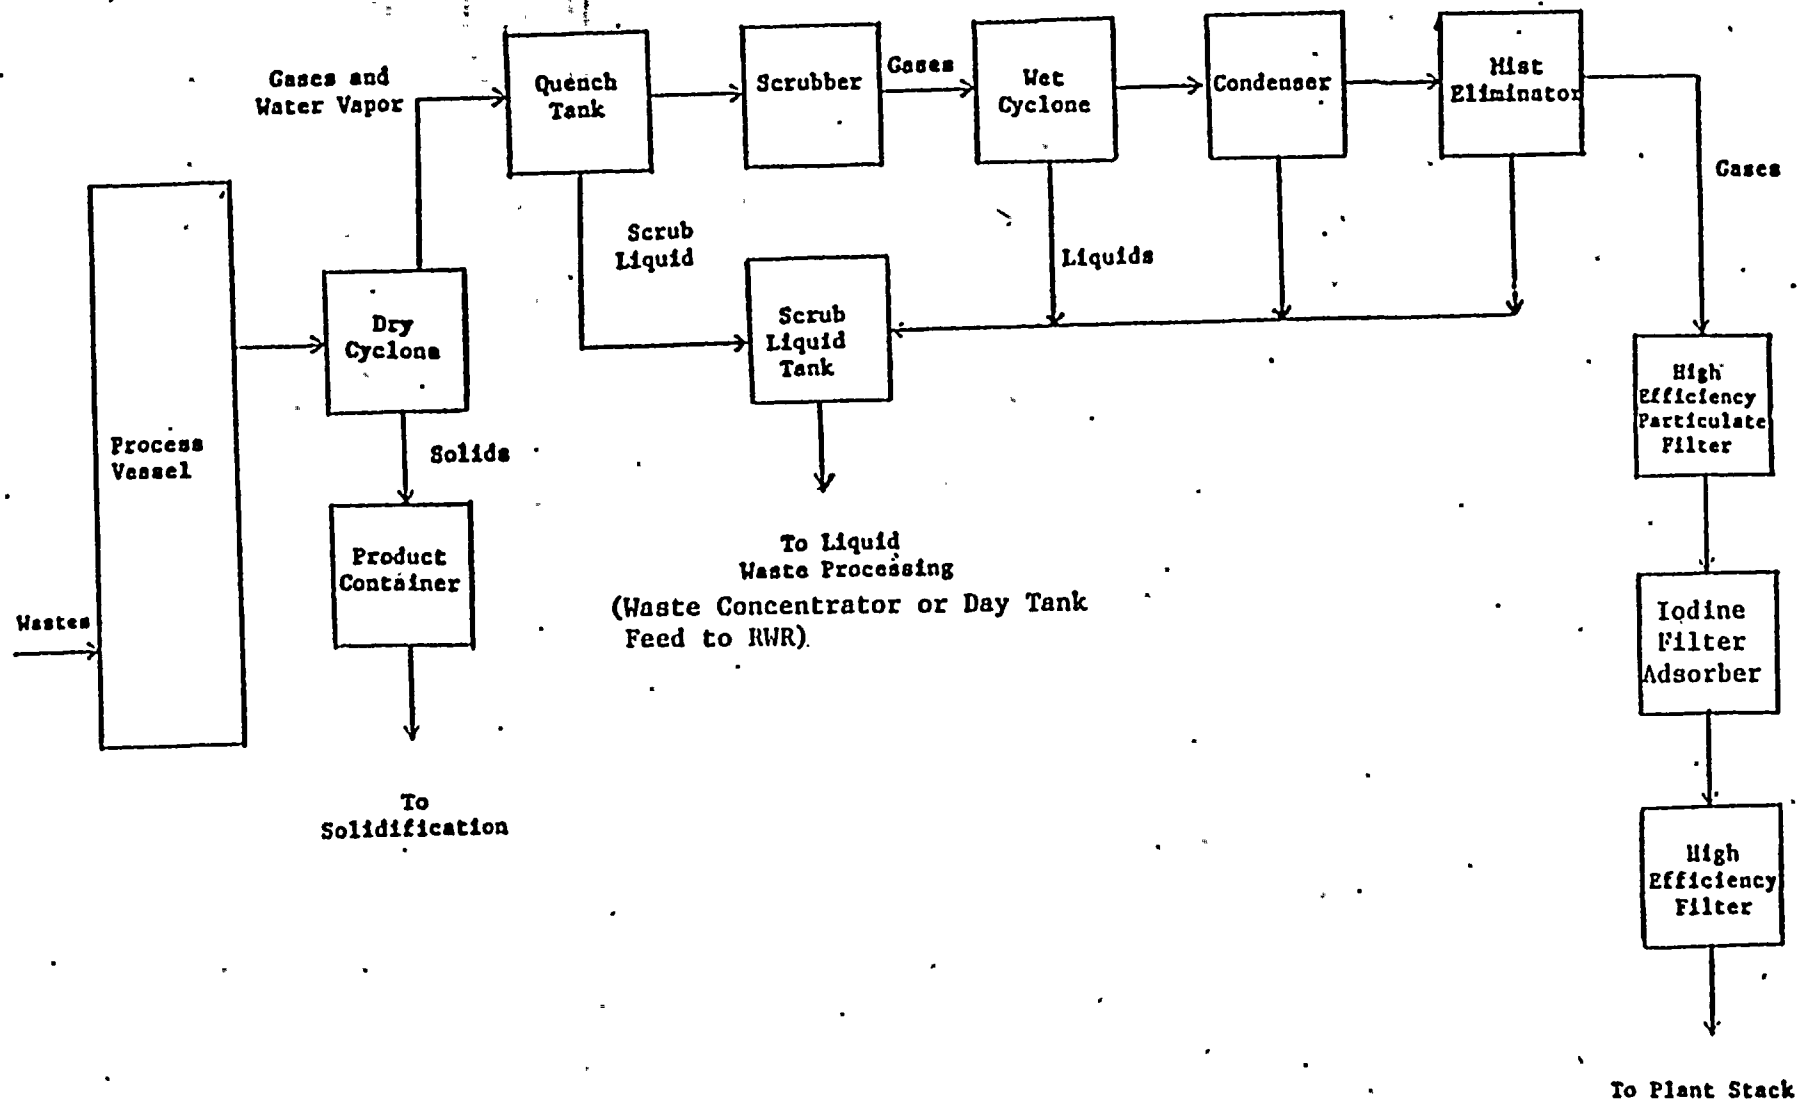 Gases and
Water Vapor
Quench
Tank
Scrubber
Gases
Wet
Cyclone
Condenser
Mist
Eliminator
Gases
Scrub
Liquid
Liquids
Dry
Cyclone
Scrub
Liquid
Tank
High
Efficiency
Particulate
Filter
Process
Vessel
Solids
Product
Container
To Liquid
Waste Processing
(Waste Concentrator or Day Tank
Feed to RWR).
Wastes
Iodine
Filter
Adsorber
To
Solidification
High
Efficiency
Filter
To Plant Stack